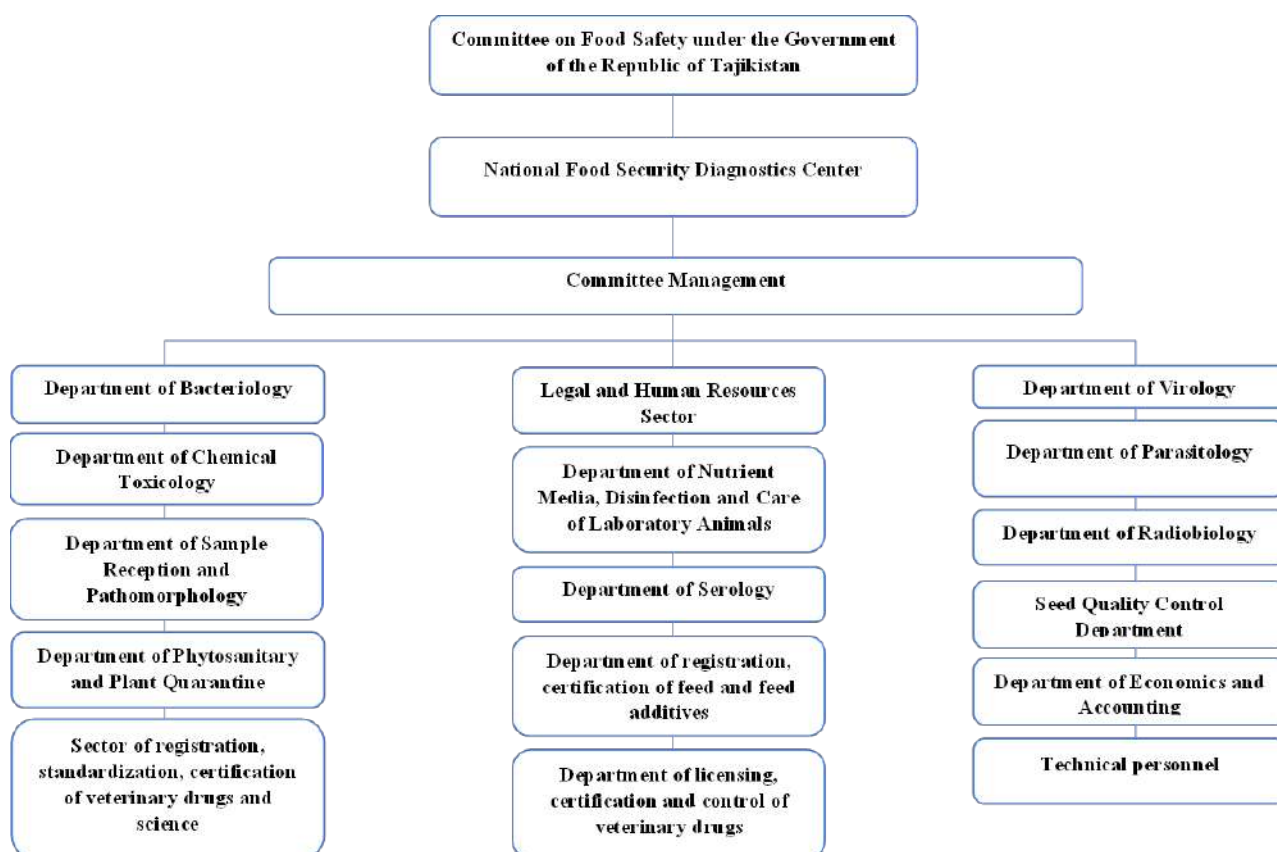 Committee on Food Safety under the Government
of the Republic of Tajikistan
National Food Security Diagnostics Center
Committee Management
Department of Bacteriology
Department of Chemical
Toxicology
Department of Sample
Reception and
Pathomorphology
Department of Phytosanitary
and Plant Quarantine
Sector of registration,
standardization, certification
of veterinary drugs and
science
Legal and Human Resources
Sector
Department of Nutrient
Media, Disinfection and Care
of Laboratory Animals
Department of Serology
Department of registration,
certification of feed and feed
additives
Department of licensing,
certification and control of
veterinary drugs
Department of Virology
Department of Parasitology
Department of Radiobiology
Seed Quality Control
Department
Department of Economics and
Accounting
Technical personnel